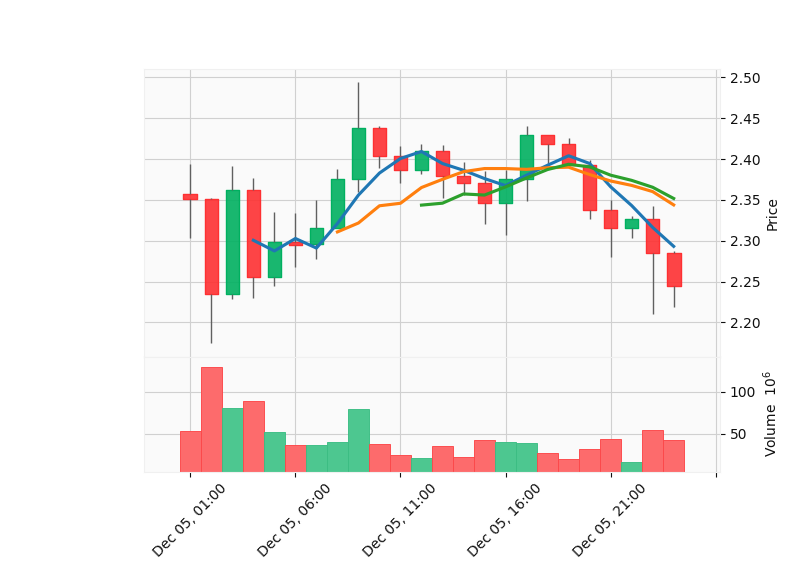 2.50
2.45
2.40
2.35
2.30
2.25
2.20
Price
100
50
Volume 10^6
Dec 05, 01:00
Dec 05, 06:00
Dec 05, 11:00
Dec 05, 16:00
Dec 05, 21:00